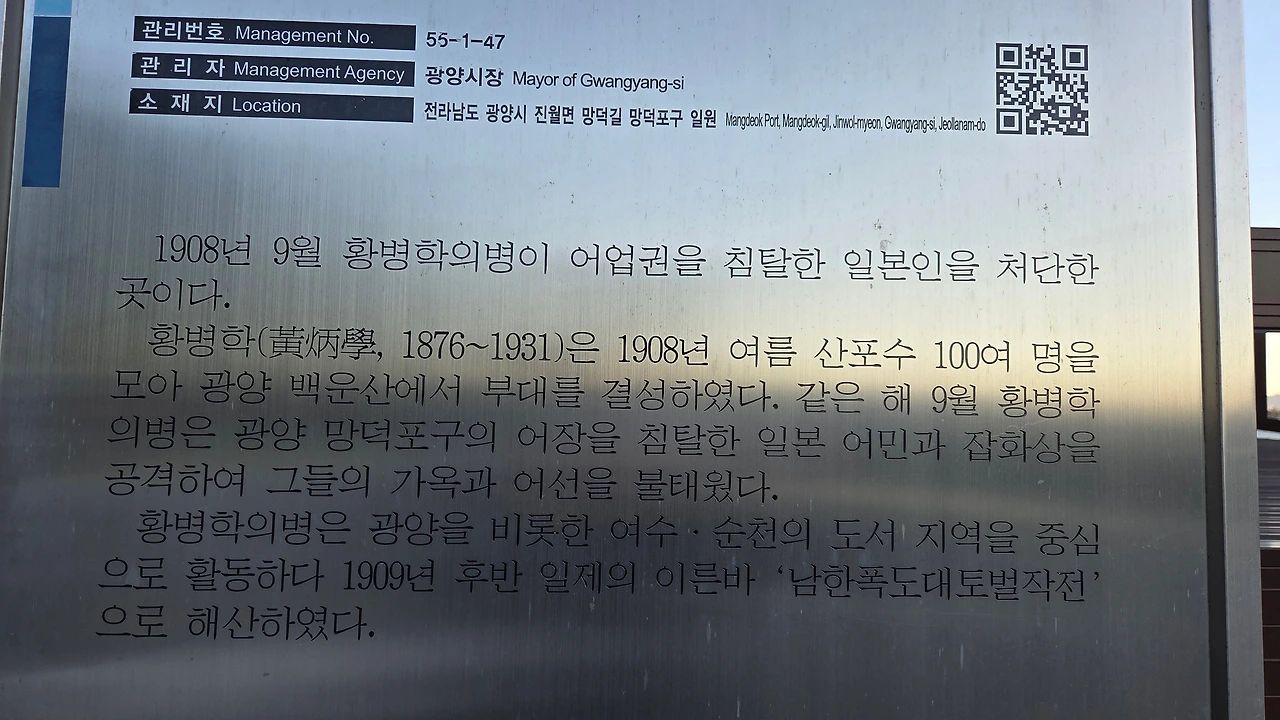 관리번호 Management No. 55-1-47
관 리 자 Management Agency 광양시장 Mayor of Gwangyang-si
소 재 지 Location 전라남도 광양시 진월면 망덕길 망덕포구 일원 Mangdeok Port, Mangdeok-gil, Jinwol-myeon, Gwangyang-si, Jeollanam-do
1908년 9월 황병학의병이 어업권을 침탈한 일본인을 처단한
곳이다.
황병학(黃炳學, 1876~1931)은 1908년 여름 산포수 100여 명을
모아 광양 백운산에서 부대를 결성하였다. 같은 해 9월 황병학
의병은 광양 망덕포구의 어장을 침탈한 일본 어민과 잡화상을
공격하여 그들의 가옥과 어선을 불태웠다.
황병학의병은 광양을 비롯한 여수·순천의 도서 지역을 중심
으로 활동하다 1909년 후반 일제의 이른바 ‘남한폭도대토벌작전’
으로 해산하였다.